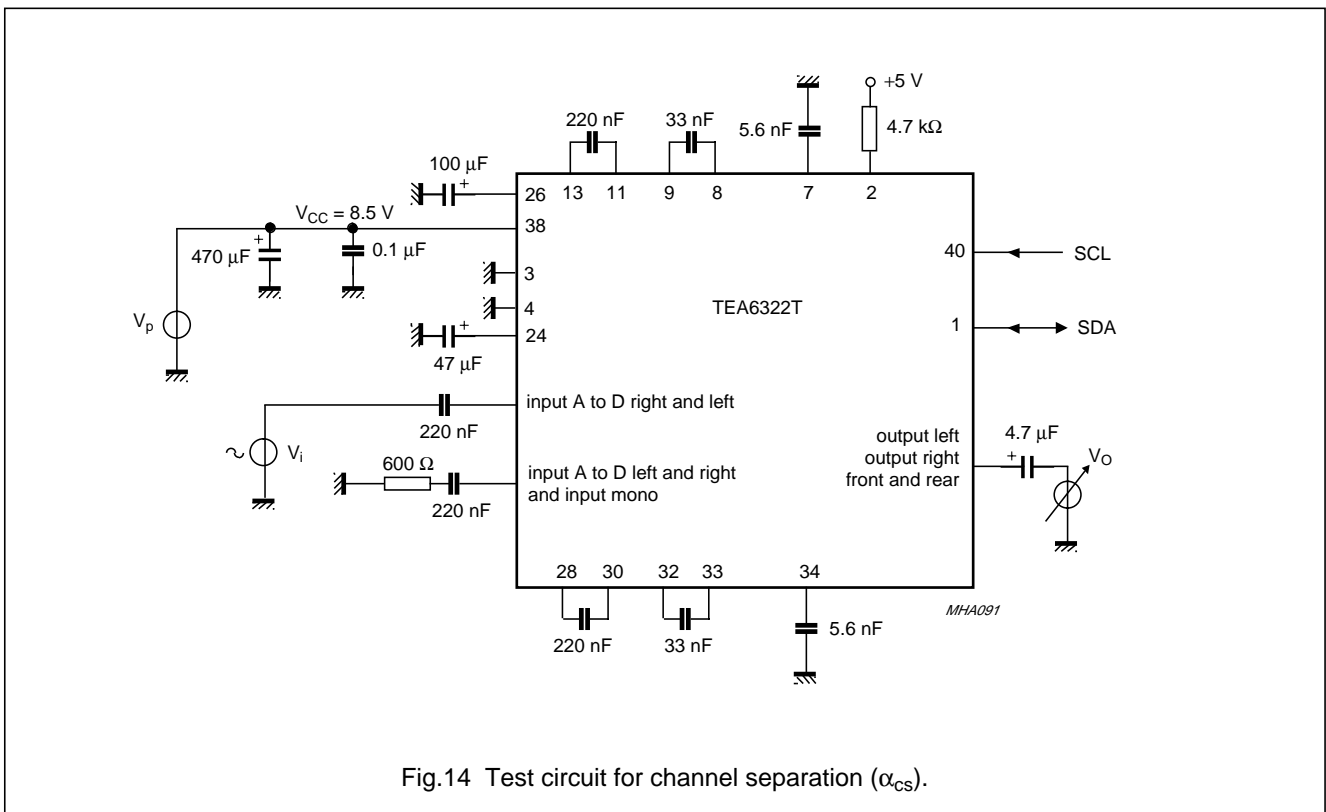 +5 V
220 nF
33 nF
5.6 nF
4.7 kΩ
100 μF
+
13
11
9
8
7
2
26
V_CC = 8.5 V
38
+
470 μF
0.1 μF
40
SCL
3
4
TEA6322T
V_p
+
24
1
SDA
47 μF
input A to D right and left
220 nF
∼
V_i
output left
output right
front and rear
4.7 μF
+
V_O
600 Ω
input A to D left and right
and input mono
220 nF
28
30
32
33
34
MHA091
220 nF
33 nF
5.6 nF
Fig.14 Test circuit for channel separation (α_cs).